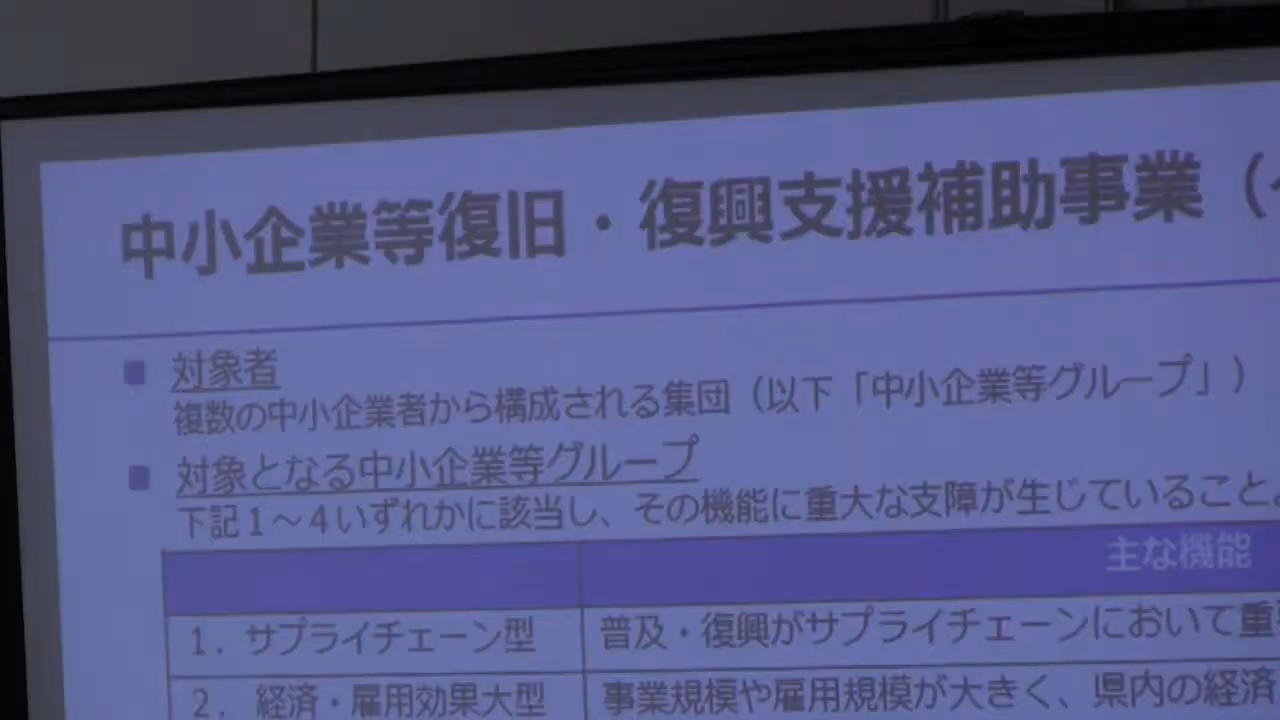 中小企業等復旧・復興支援補助事業（
■ 対象者
複数の中小企業者から構成される集団（以下「中小企業等グループ」）
■ 対象となる中小企業等グループ
下記１～４いずれかに該当し、その機能に重大な支障が生じていること
主な機能
1．サプライチェーン型
普及・復興がサプライチェーンにおいて重
2．経済・雇用効果大型
事業規模や雇用規模が大きく、県内の経済